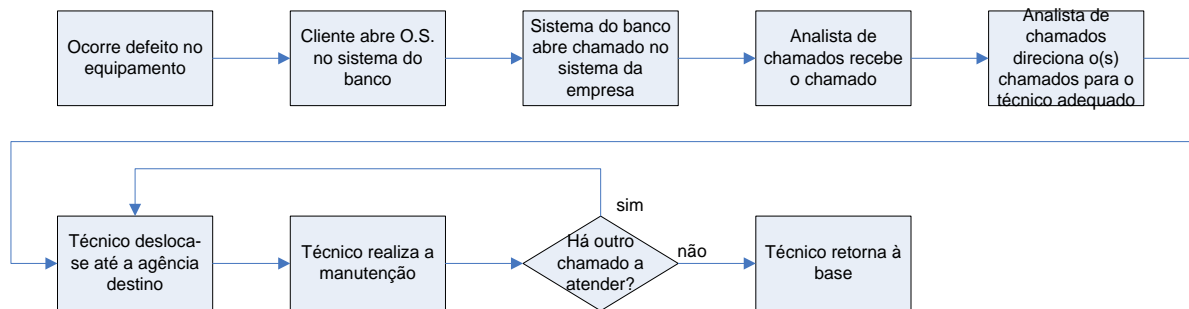 Ocorre defeito no
equipamento
Cliente abre O.S.
no sistema do
banco
Sistema do banco
abre chamado no
sistema da
empresa
Analista de
chamados recebe
o chamado
Analista de
chamados
direciona o(s)
chamados para o
técnico adequado
Técnico desloca-
se até a agência
destino
Técnico realiza a
manutenção
Há outro
chamado a
atender?
sim
não
Técnico retorna à
base